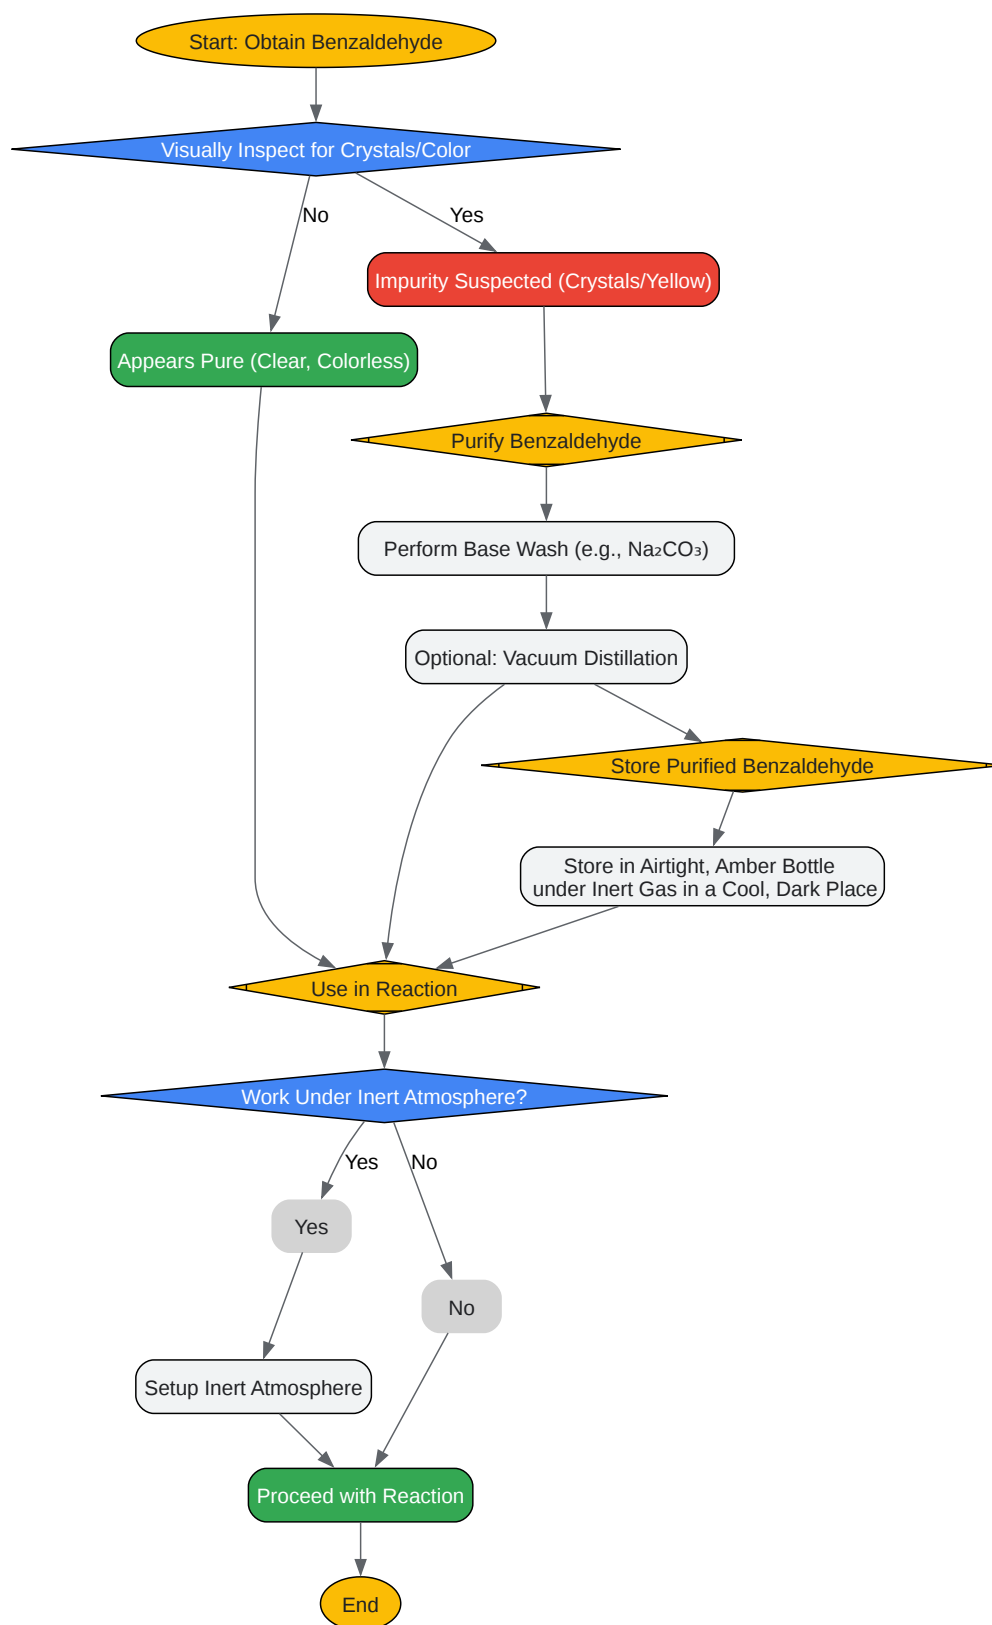 Start: Obtain Benzaldehyde
Visually Inspect for Crystals/Color
No
Yes
Impurity Suspected (Crystals/Yellow)
Appears Pure (Clear, Colorless)
Purify Benzaldehyde
Perform Base Wash (e.g., Na₂CO₃)
Optional: Vacuum Distillation
Store Purified Benzaldehyde
Store in Airtight, Amber Bottle
under Inert Gas in a Cool, Dark Place
Use in Reaction
Work Under Inert Atmosphere?
Yes
No
Yes
No
Setup Inert Atmosphere
Proceed with Reaction
End